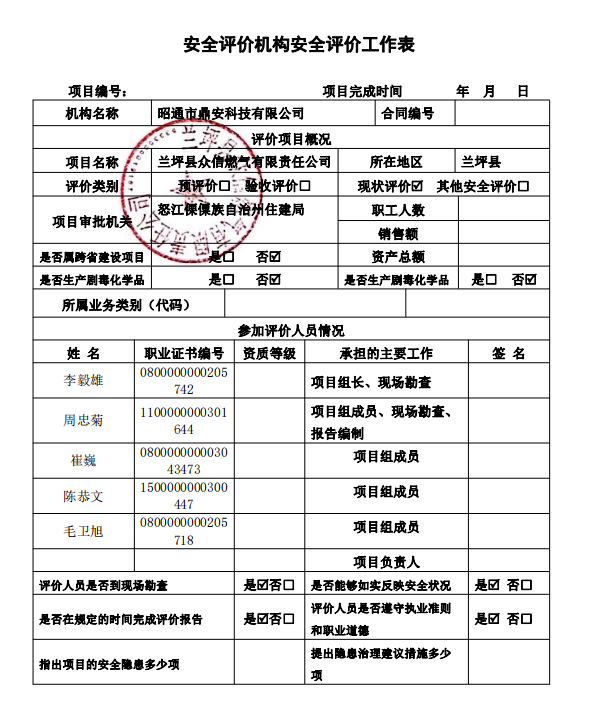 安全评价机构安全评价工作表
项目编号： 项目完成时间 年 月 日
机构名称 昭通市鼎安科技有限公司 合同编号
评价项目概况
项目名称 兰坪县众信燃气有限责任公司 所在地区 兰坪县
评价类别 预评价□ 验收评价□ 现状评价☑ 其他安全评价□
项目审批机关 怒江傈僳族自治州住建局 职工人数
销售额
是否属跨省建设项目 是□ 否☑ 资产总额
是否生产剧毒化学品 是□ 否☑ 是否生产剧毒化学品 是□ 否☑
所属业务类别（代码）
参加评价人员情况
姓 名 职业证书编号 资质等级 承担的主要工作 签 名
李毅雄 0800000000205 项目组长、现场勘查
742
周忠菊 1100000000301 项目组成员、现场勘查、
644 报告编制
崔巍 0800000000030 项目组成员
43473
陈恭文 1500000000300 项目组成员
447
毛卫旭 0800000000205 项目组成员
718
项目负责人
评价人员是否到现场勘查 是☑否□ 是否能够如实反映安全状况 是☑ 否□
是否在规定的时间完成评价报告 是☑否□ 评价人员是否遵守执业准则 是☑ 否□
和职业道德
指出项目的安全隐患多少项 提出隐患治理建议措施多少
项